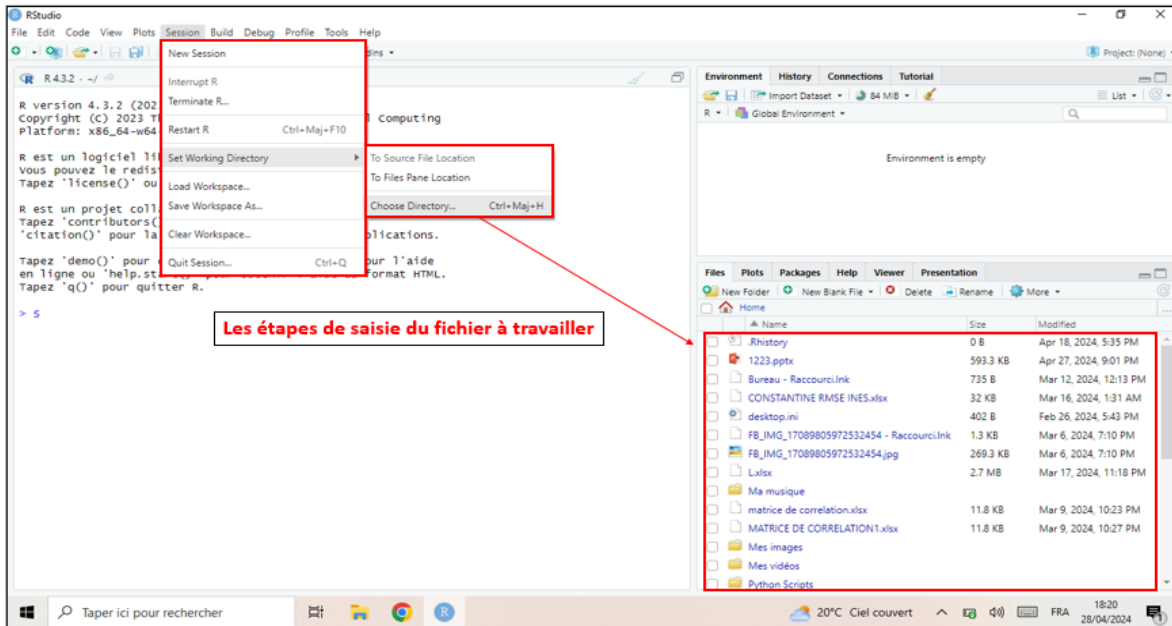 RStudio
File Edit Code View Plots Session Build Debug Profile Tools Help
Project: (None)
New Session
Interrupt R
Terminate R...
Restart R Ctrl+Maj+F10
Set Working Directory
Load Workspace...
Save Workspace As...
Clear Workspace...
Quit Session... Ctrl+Q
To Source File Location
To Files Pane Location
Choose Directory... Ctrl+Maj+H
R 4.3.2 · ~/
R version 4.3.2 (202
Copyright (C) 2023 T Computing
Platform: x86_64-w64
R est un logiciel li
Vous pouvez le redis
Tapez 'license()' ou
R est un projet coll
Tapez 'contributors(
'citation()' pour la lications.
Tapez 'demo()' pour our l'aide
en ligne ou 'help.st format HTML.
Tapez 'q()' pour quitter R.
> S
Les étapes de saisie du fichier à travailler
Environment History Connections Tutorial
Import Dataset 84 MiB List
R Global Environment
Environment is empty
Files Plots Packages Help Viewer Presentation
New Folder New Blank File Delete Rename More
Home
Name Size Modified
.Rhistory 0 B Apr 18, 2024, 5:35 PM
1223.pptx 593.3 KB Apr 27, 2024, 9:01 PM
Bureau - Raccourci.lnk 735 B Mar 12, 2024, 12:13 PM
CONSTANTINE RMSE INES.xlsx 32 KB Mar 16, 2024, 1:31 AM
desktop.ini 402 B Feb 26, 2024, 5:43 PM
FB_IMG_17089805972532454 - Raccourci.lnk 1.3 KB Mar 6, 2024, 7:10 PM
FB_IMG_17089805972532454.jpg 269.3 KB Mar 6, 2024, 7:10 PM
L.xlsx 2.7 MB Mar 17, 2024, 11:18 PM
Ma musique
matrice de correlation.xlsx 11.8 KB Mar 9, 2024, 10:23 PM
MATRICE DE CORRELATION1.xlsx 11.8 KB Mar 9, 2024, 10:27 PM
Mes images
Mes vidéos
Python Scripts
Taper ici pour rechercher
20°C Ciel couvert
FRA
18:20
28/04/2024